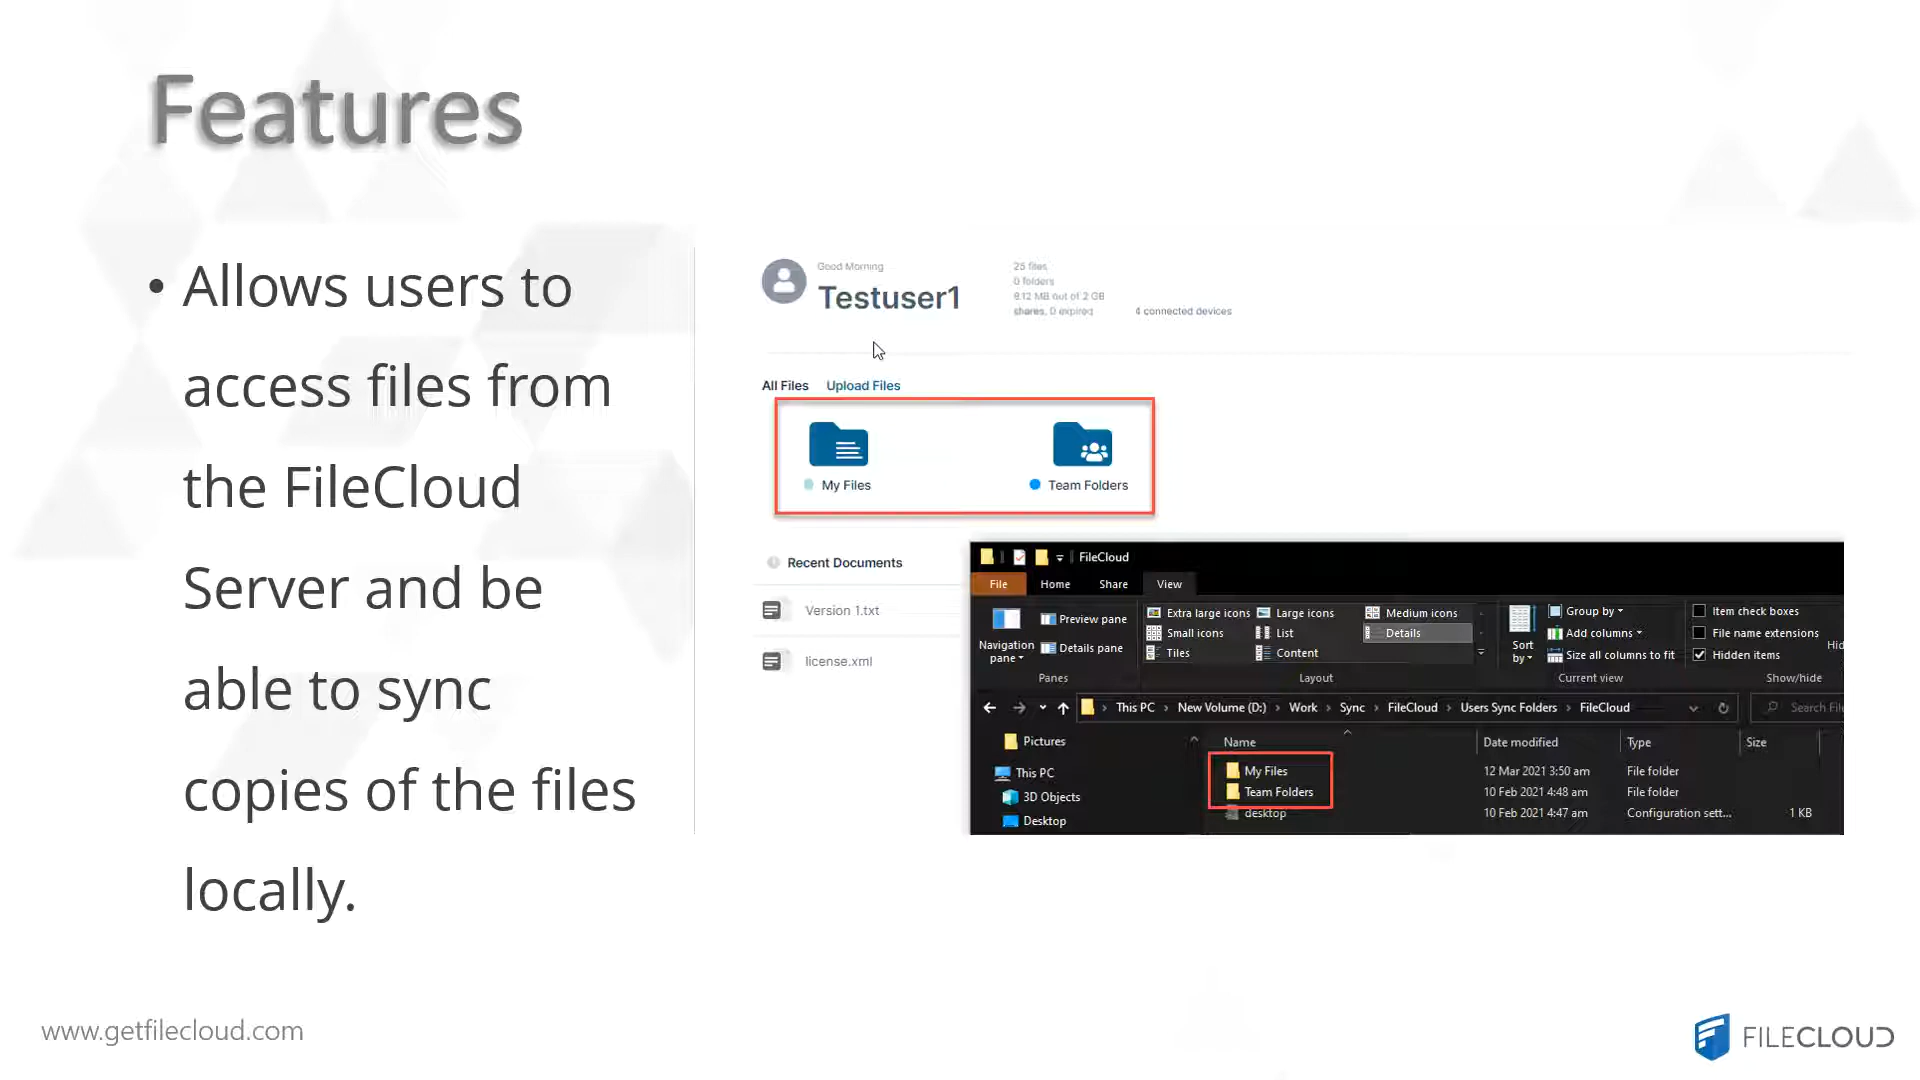 Features
• Allows users to
access files from
the FileCloud
Server and be
able to sync
copies of the files
locally.
Good Morning
Testuser1
25 files
0 folders
9.12 MB out of 2 GB
shares, 0 expired
4 connected devices
All Files Upload Files
My Files Team Folders
Recent Documents
Version 1.txt
license.xml
FileCloud
File Home Share View
Navigation pane
Preview pane
Details pane
Panes
Extra large icons Large icons Medium icons
Small icons List Details
Tiles Content
Layout
Sort by
Group by
Add columns
Size all columns to fit
Current view
Item check boxes
File name extensions
Hidden items
Hid
Show/hide
This PC > New Volume (D:) > Work > Sync > FileCloud > Users Sync Folders > FileCloud
Search File
Pictures
This PC
3D Objects
Desktop
Name Date modified Type Size
My Files 12 Mar 2021 3:50 am File folder
Team Folders 10 Feb 2021 4:48 am File folder
desktop 10 Feb 2021 4:47 am Configuration sett... 1 KB
www.getfilecloud.com
FILECLOUD